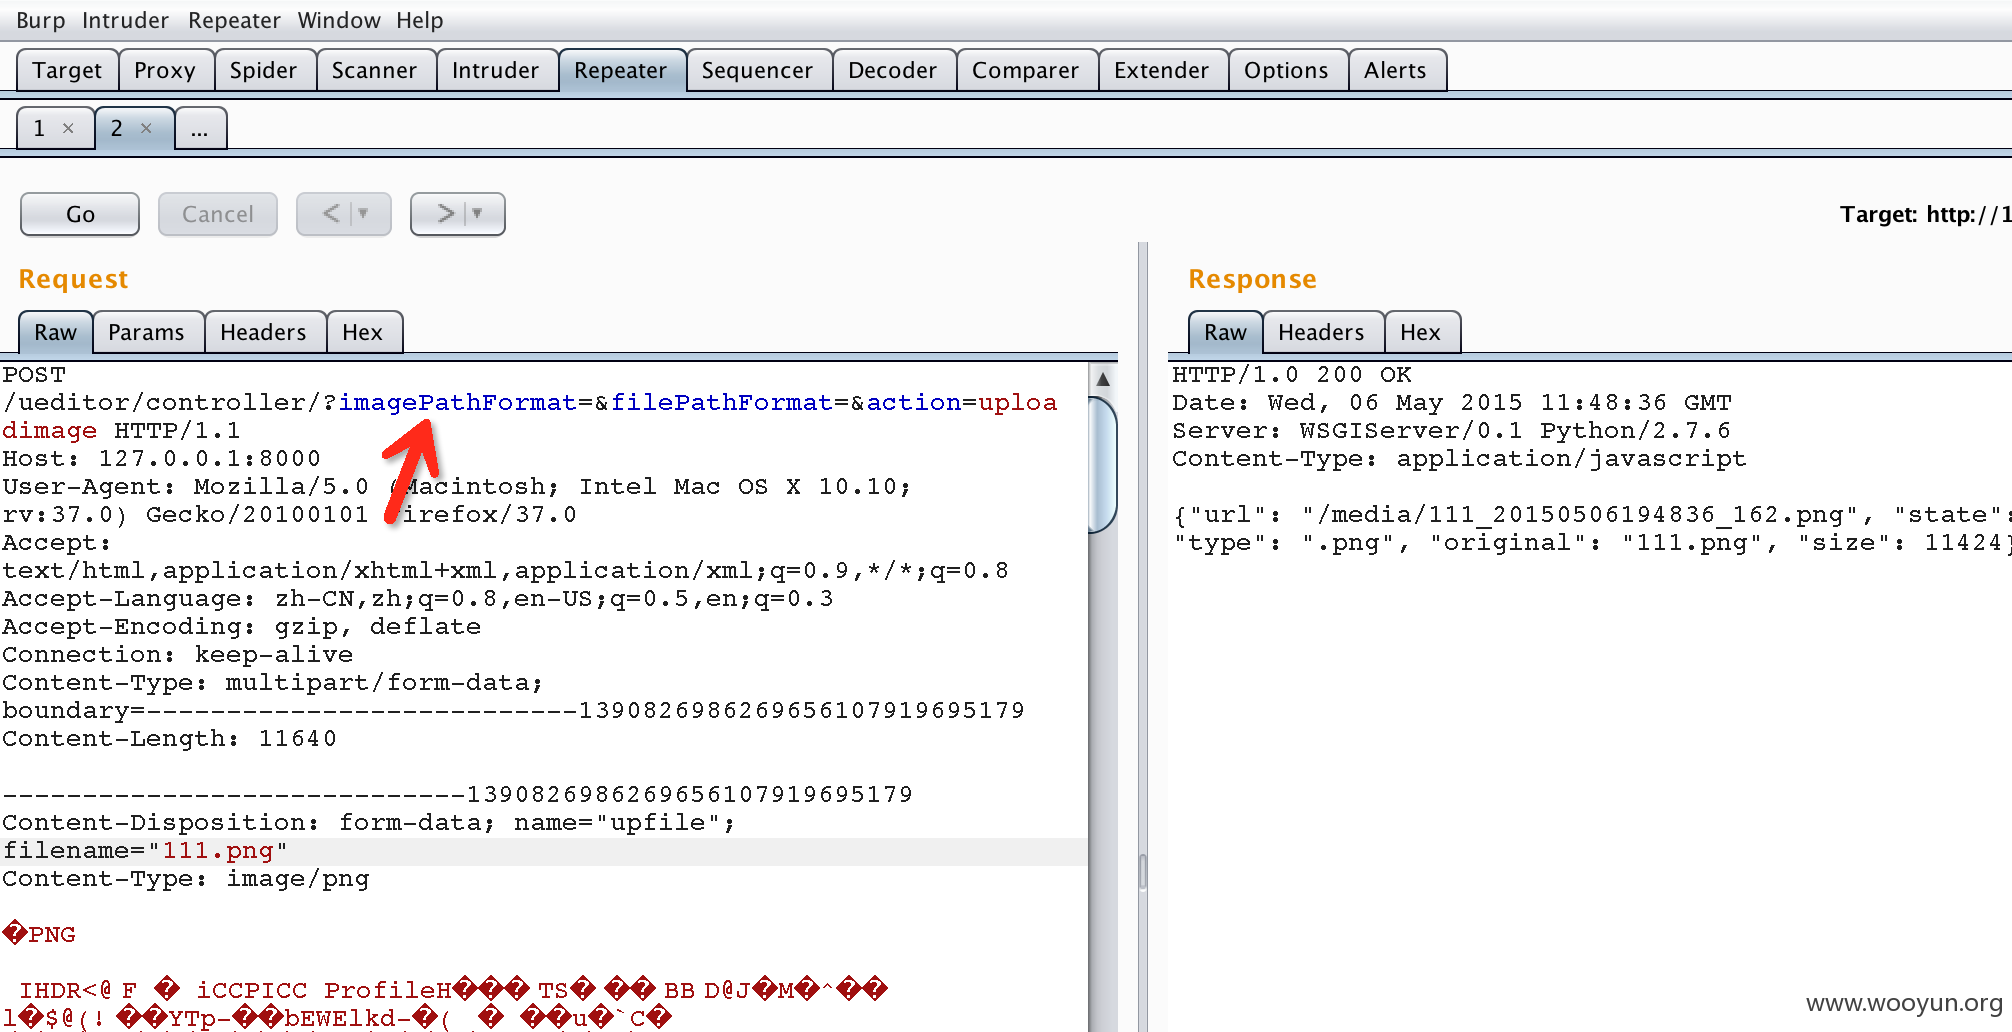 Burp Intruder Repeater Window Help
Target Proxy Spider Scanner Intruder Repeater Sequencer Decoder Comparer Extender Options Alerts
1 × 2 × ...
Go Cancel < ▼ > ▼ Target: http://1
Request
Raw Params Headers Hex
POST
/ueditor/controller/?imagePathFormat=&filePathFormat=&action=uploa
dimage HTTP/1.1
Host: 127.0.0.1:8000
User-Agent: Mozilla/5.0 (Macintosh; Intel Mac OS X 10.10;
rv:37.0) Gecko/20100101 Firefox/37.0
Accept:
text/html,application/xhtml+xml,application/xml;q=0.9,*/*;q=0.8
Accept-Language: zh-CN,zh;q=0.8,en-US;q=0.5,en;q=0.3
Accept-Encoding: gzip, deflate
Connection: keep-alive
Content-Type: multipart/form-data;
boundary=---------------------------1390826986269656107919695179
Content-Length: 11640
-----------------------------1390826986269656107919695179
Content-Disposition: form-data; name="upfile";
filename="111.png"
Content-Type: image/png
�PNG
IHDR<@ F � iCCPICC ProfileH���TS� �� BB D@J�M�^��
l�$@(! ��YTp-��bEWElkd-�( � ��u�`C�
Response
Raw Headers Hex
HTTP/1.0 200 OK
Date: Wed, 06 May 2015 11:48:36 GMT
Server: WSGIServer/0.1 Python/2.7.6
Content-Type: application/javascript
{"url": "/media/111_20150506194836_162.png", "state":
"type": ".png", "original": "111.png", "size": 11424}
www.wooyun.org